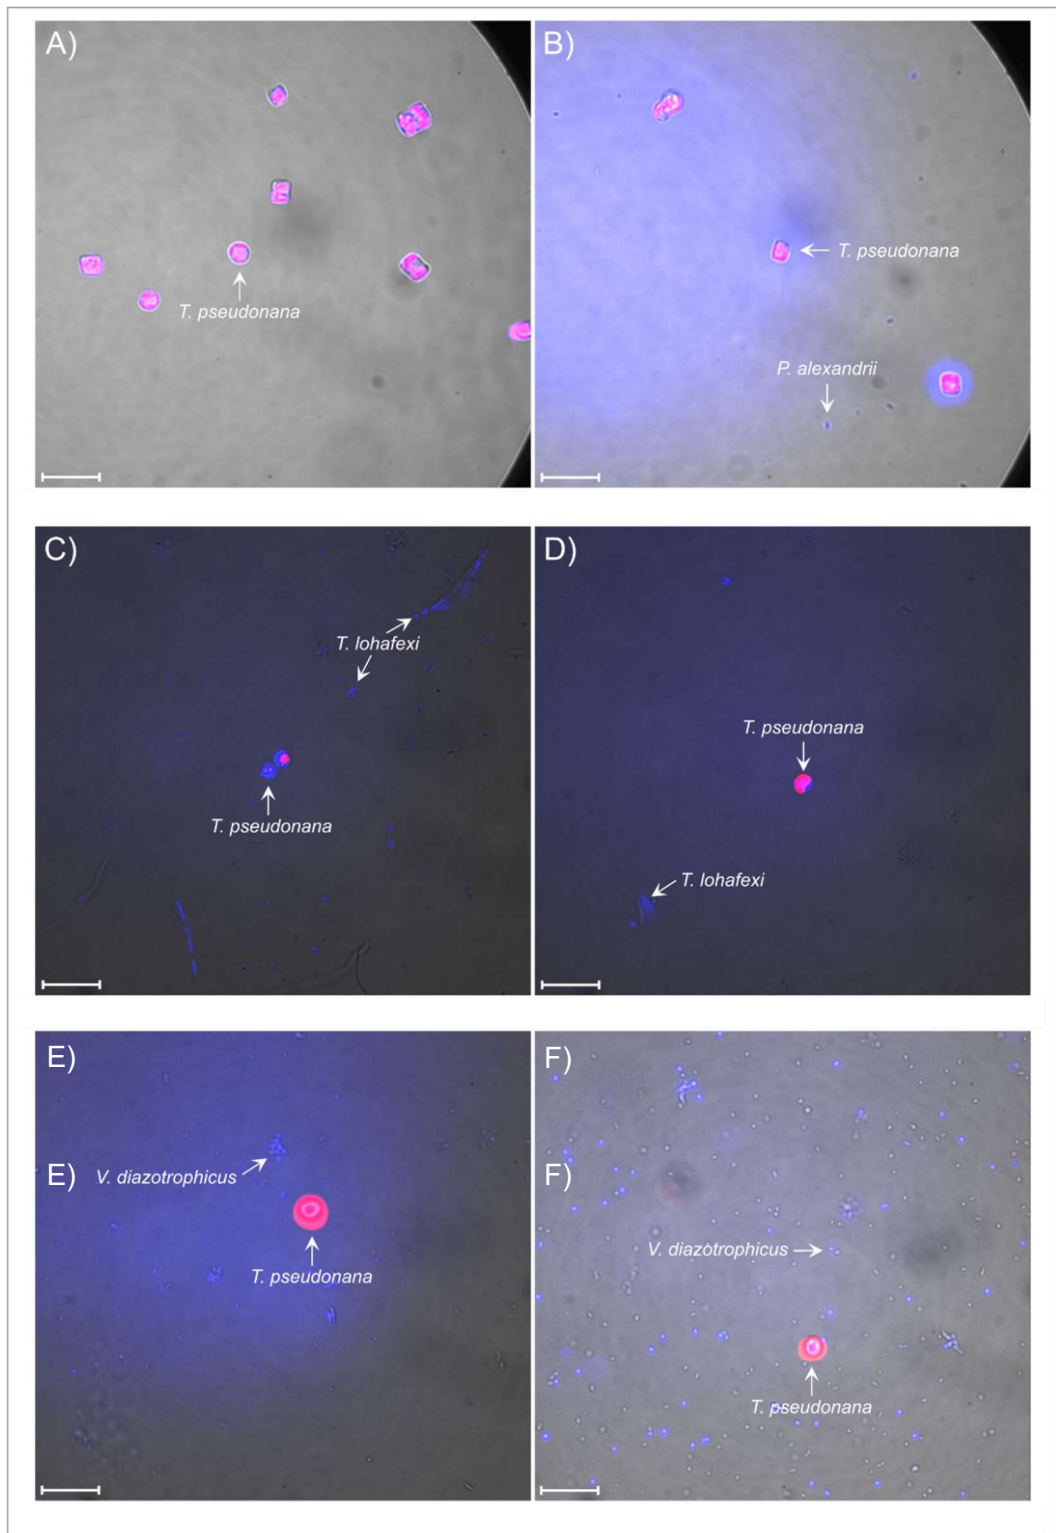 A)
T. pseudonana
B)
T. pseudonana
P. alexandrii
C)
T. lohafexi
T. pseudonana
D)
T. pseudonana
T. lohafexi
E)
E)
V. diazotrophicus
T. pseudonana
F)
F)
V. diazotrophicus
T. pseudonana